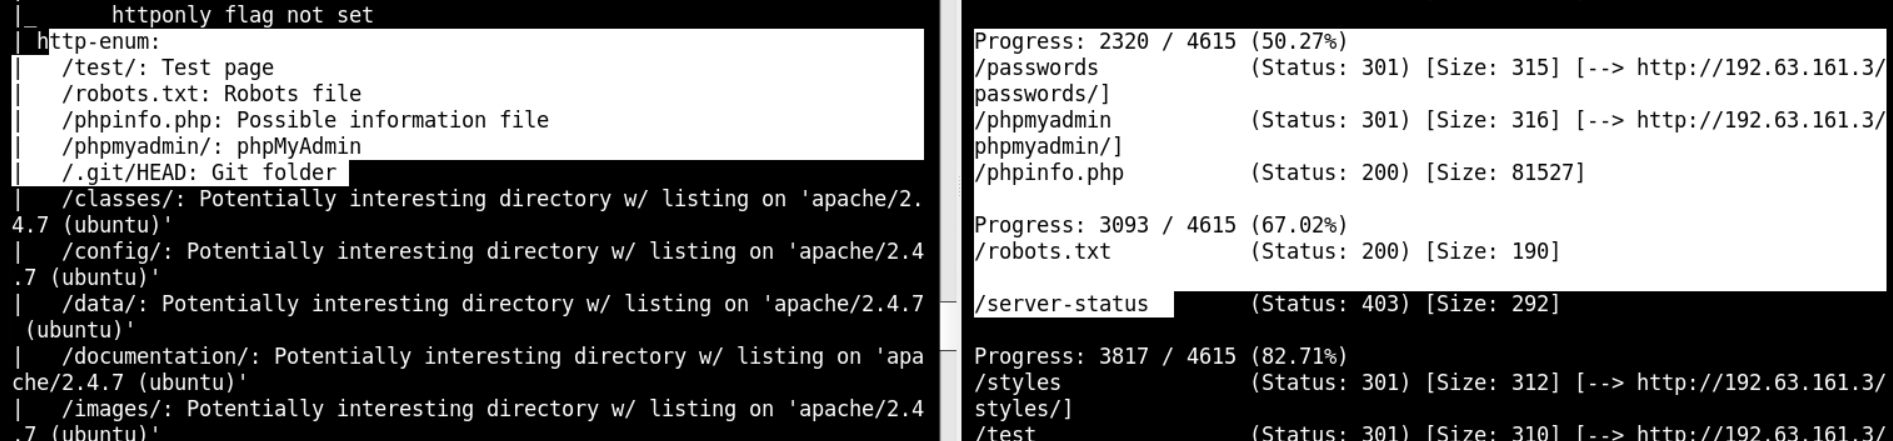 |_      httponly flag not set
| http-enum:
|   /test/: Test page
|   /robots.txt: Robots file
|   /phpinfo.php: Possible information file
|   /phpmyadmin/: phpMyAdmin
|   /.git/HEAD: Git folder
|   /classes/: Potentially interesting directory w/ listing on 'apache/2.
4.7 (ubuntu)'
|   /config/: Potentially interesting directory w/ listing on 'apache/2.4
.7 (ubuntu)'
|   /data/: Potentially interesting directory w/ listing on 'apache/2.4.7
 (ubuntu)'
|   /documentation/: Potentially interesting directory w/ listing on 'apa
che/2.4.7 (ubuntu)'
|   /images/: Potentially interesting directory w/ listing on 'apache/2.4
.7 (ubuntu)'
Progress: 2320 / 4615 (50.27%)
/passwords            (Status: 301) [Size: 315] [--> http://192.63.161.3/
passwords/]
/phpmyadmin           (Status: 301) [Size: 316] [--> http://192.63.161.3/
phpmyadmin/]
/phpinfo.php          (Status: 200) [Size: 81527]
Progress: 3093 / 4615 (67.02%)
/robots.txt           (Status: 200) [Size: 190]
/server-status        (Status: 403) [Size: 292]
Progress: 3817 / 4615 (82.71%)
/styles               (Status: 301) [Size: 312] [--> http://192.63.161.3/
styles/]
/test                 (Status: 301) [Size: 310] [--> http://192.63.161.3/